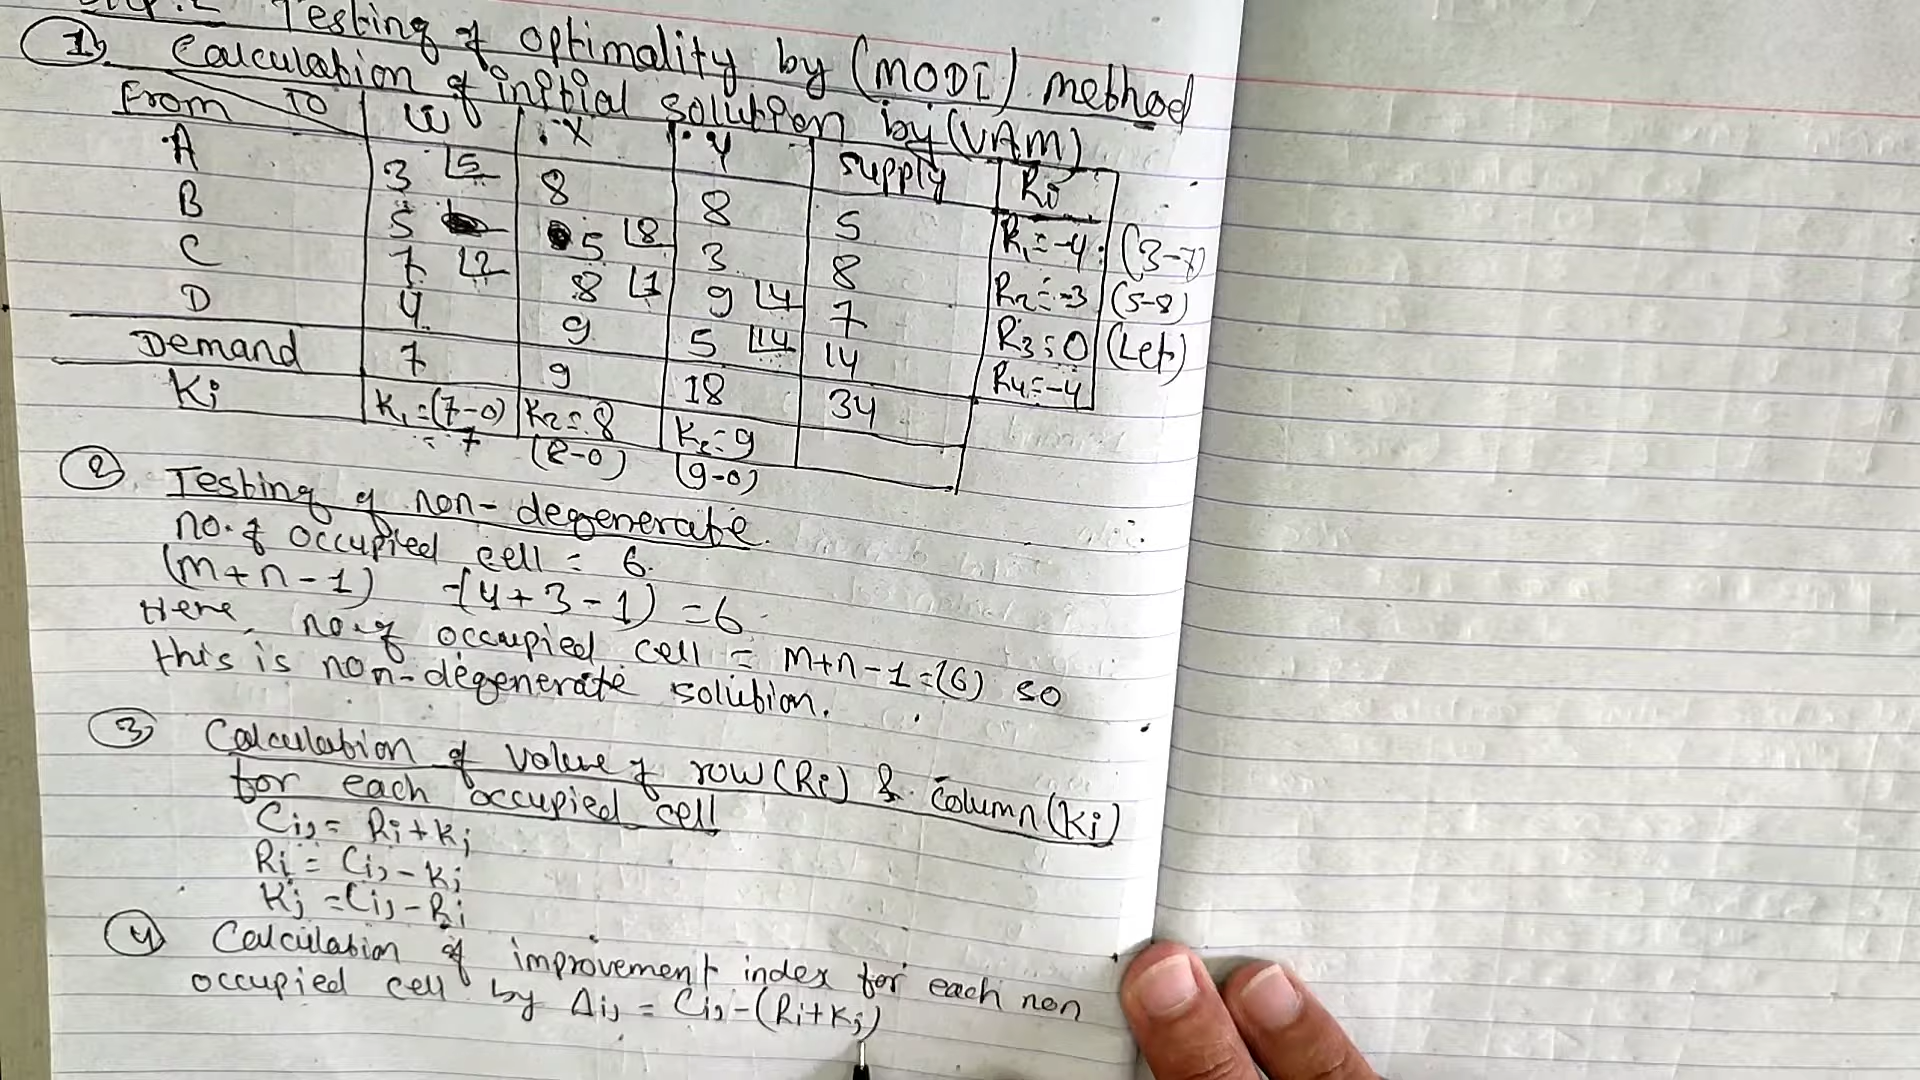 Testing of optimality by (MODI) method
1) Calculation of initial solution by (VAM)
From TO W X Y Supply Ri
A 3 5 8 8 5 R1 = -4 (3-7)
B 5 5 8 3 8 R2 = -3 (5-8)
C 7 2 8 1 9 4 7 R3 = 0 (Let)
D 4 9 5 14 14 R4 = -4
Demand 7 9 18 34
Kj K1 = (7-0) K2 = 8 K2 = 9
= 7 (8-0) (9-0)
2) Testing of non-degenerate
no. of occupied cell = 6.
(m+n-1) -(4+3-1) = 6.
Here, no. of occupied cell = m+n-1=(6) so
this is non-degenerate solution.
3) Calculation of value of row (Ri) & column (Kj)
for each occupied cell
Cij = Ri + Kj
Ri = Cij - Kj
Kj = Cij - Ri
4) Calculation of improvement index for each non
occupied cell by Δij = Cij - (Ri + Kj)